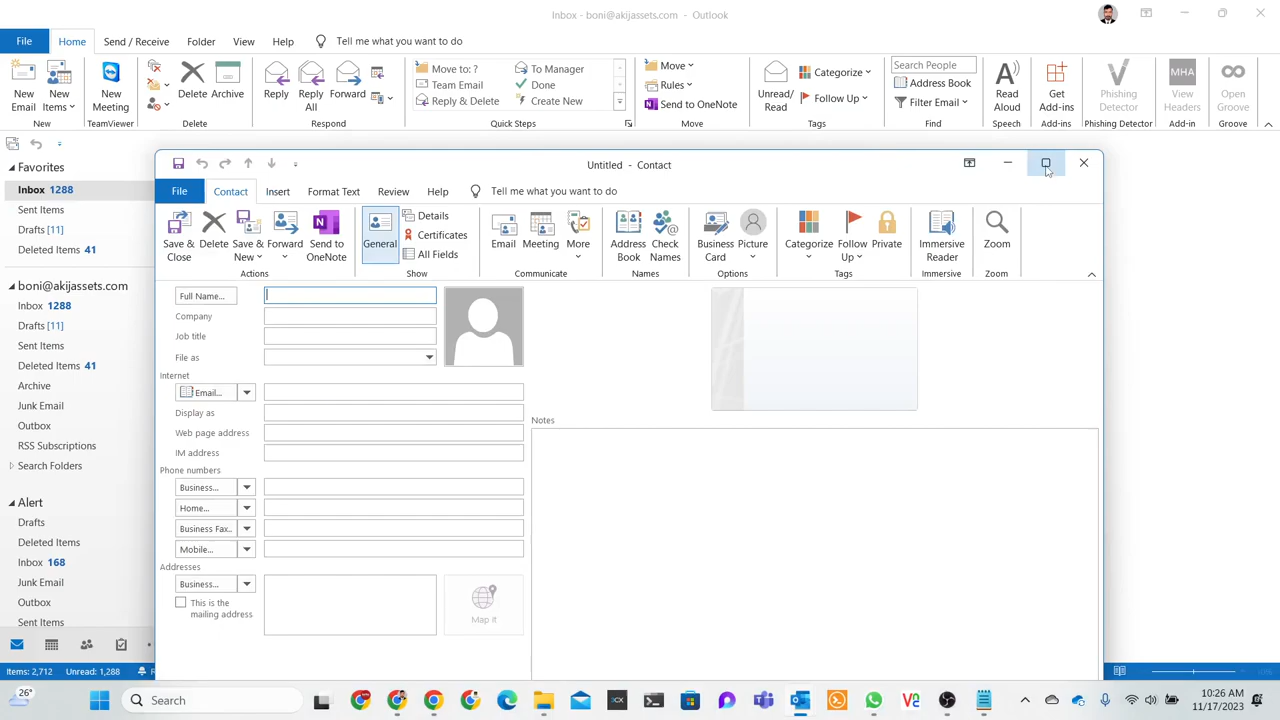 Inbox - boni@akijassets.com - Outlook
File Home Send / Receive Folder View Help Tell me what you want to do
New Email
New Items
New Meeting
Delete
Archive
Reply
Reply All
Forward
Move to: ?
Team Email
Reply & Delete
To Manager
Done
Create New
Move
Rules
Send to OneNote
Unread/ Read
Categorize
Follow Up
Search People
Address Book
Filter Email
Read Aloud
Get Add-ins
Phishing Detector
MHA
View Headers
Open Groove
New TeamViewer Delete Respond Quick Steps Move Tags Find Speech Add-ins Phishing Detector Add-in Groove
Favorites
Inbox 1288
Sent Items
Drafts [11]
Deleted Items 41
boni@akijassets.com
Inbox 1288
Drafts [11]
Sent Items
Deleted Items 41
Archive
Junk Email
Outbox
RSS Subscriptions
Search Folders
Alert
Drafts
Deleted Items
Inbox 168
Junk Email
Outbox
Sent Items
Items: 2,712 Unread: 1,288
Untitled - Contact
File Contact Insert Format Text Review Help Tell me what you want to do
Save & Close
Delete
Save & New
Forward
Send to OneNote
General
Details
Certificates
All Fields
Email
Meeting
More
Address Book
Check Names
Business Card
Picture
Categorize
Follow Up
Private
Immersive Reader
Zoom
Actions Show Communicate Names Options Tags Immersive Zoom
Full Name...
Company
Job title
File as
Internet
Email...
Display as
Web page address
IM address
Phone numbers
Business...
Home...
Business Fax..
Mobile...
Addresses
Business...
This is the mailing address
Map It
Notes
26°
Search
10:26 AM
11/17/2023